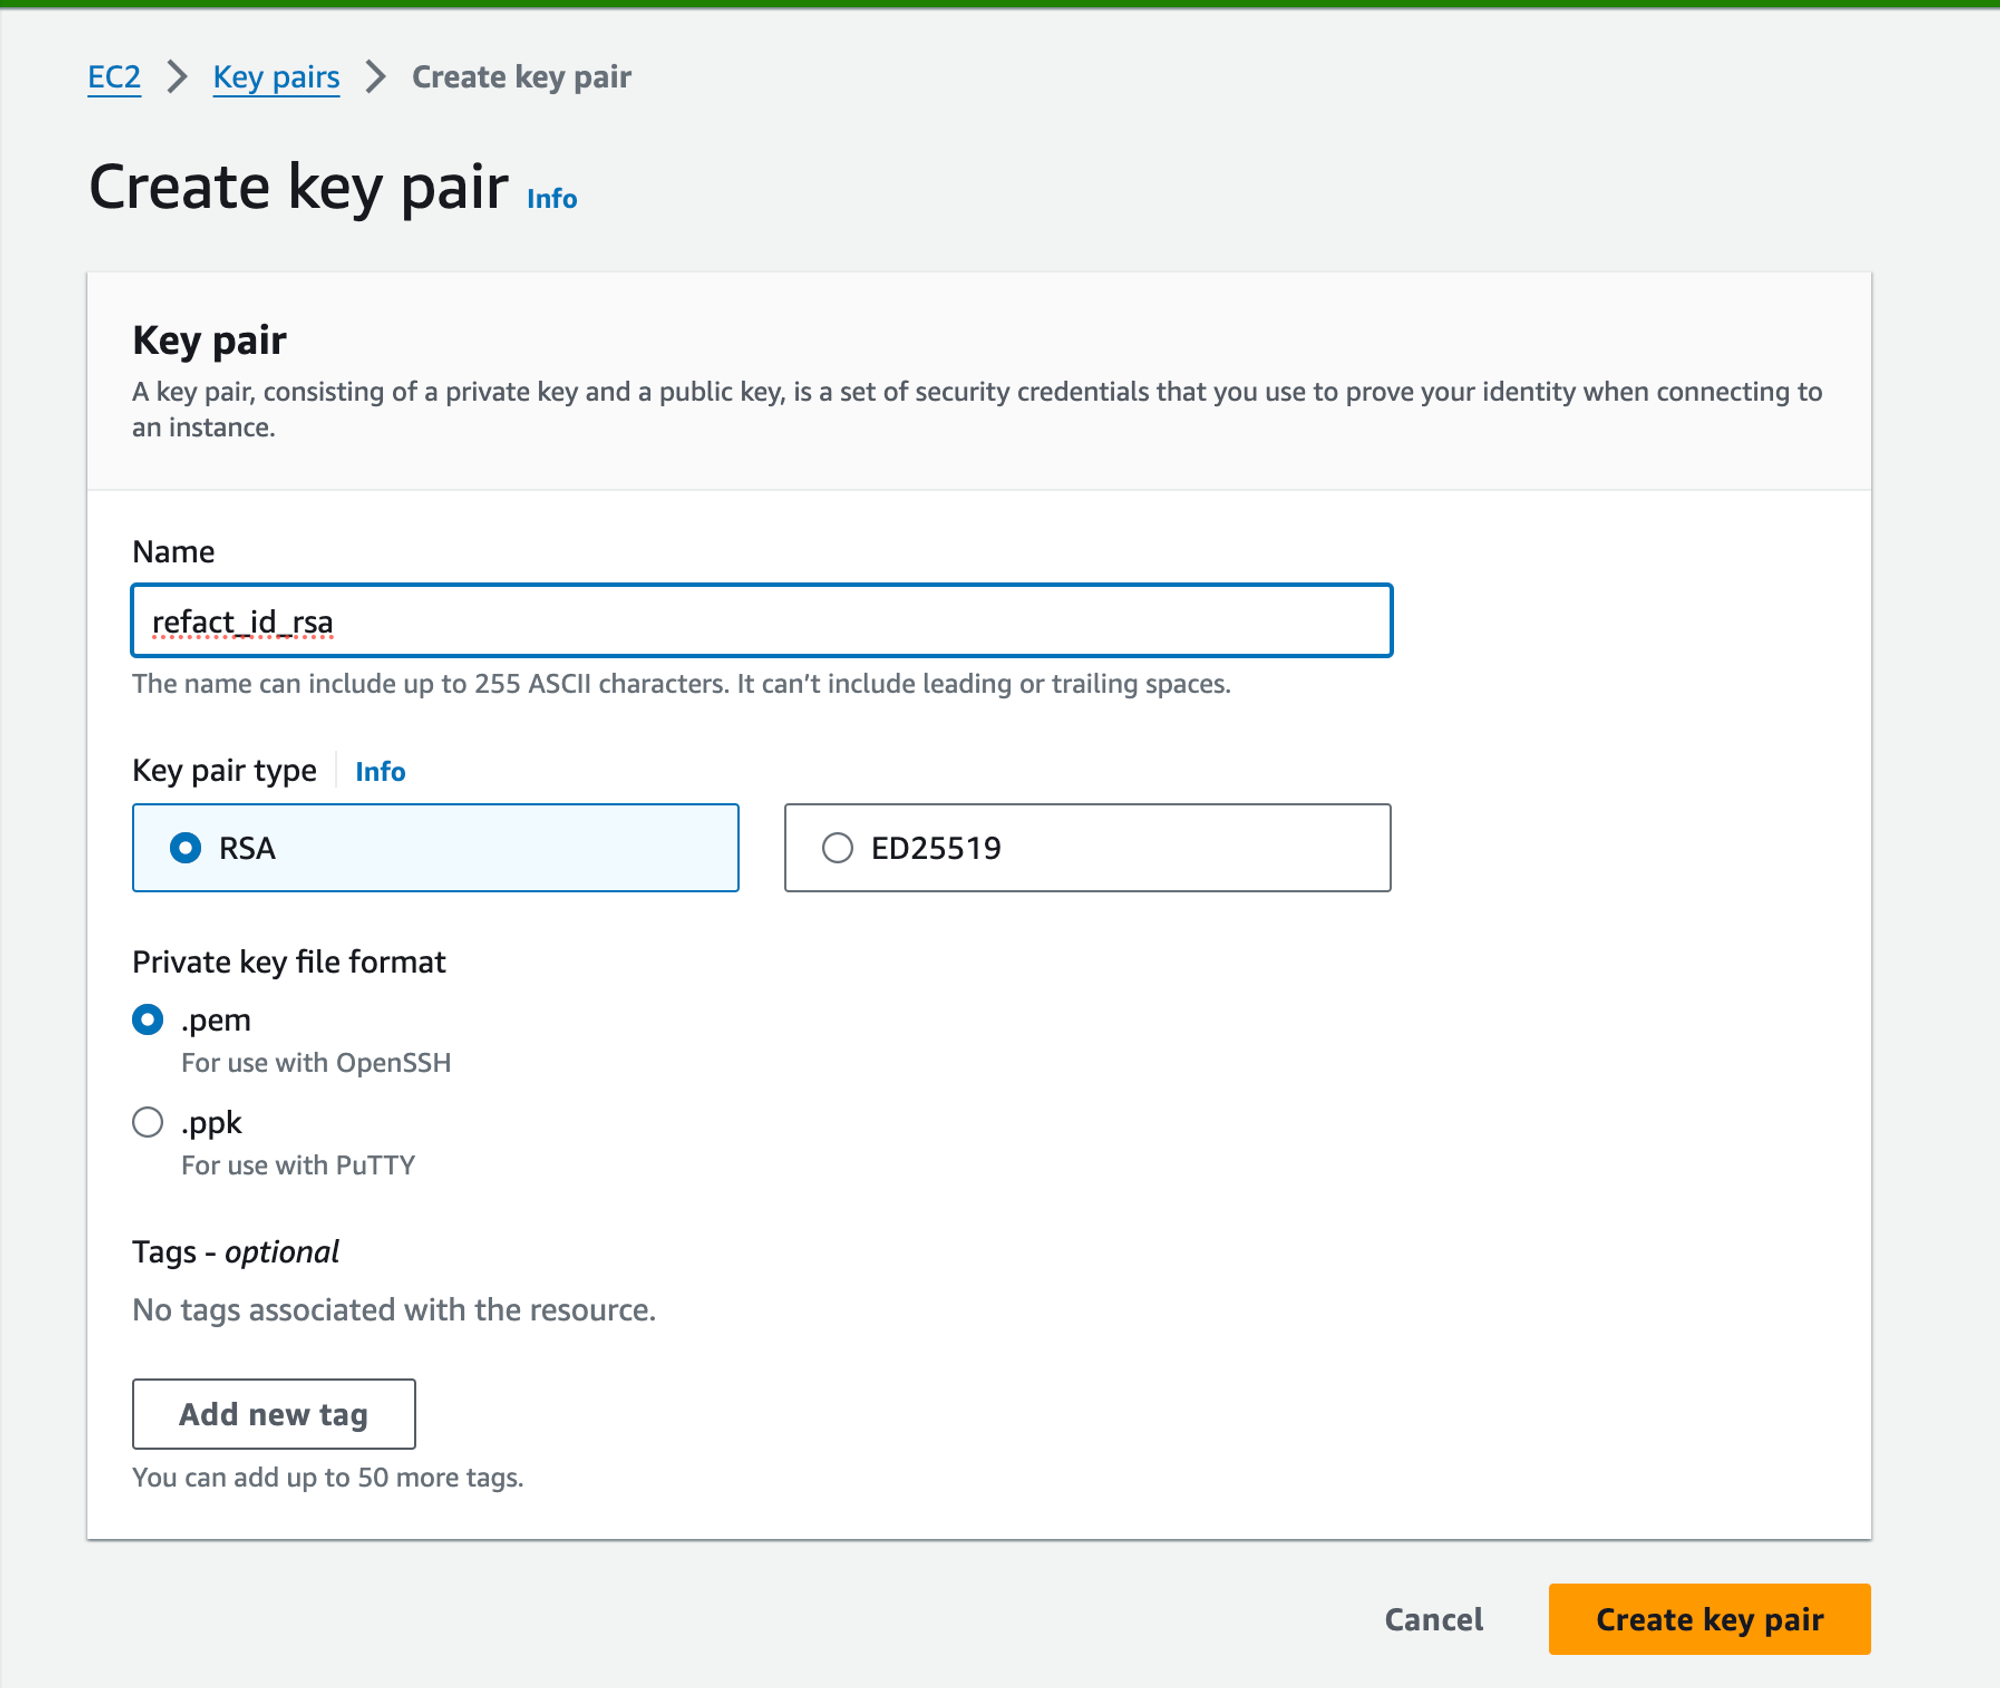 EC2 > Key pairs > Create key pair
Create key pair Info
Key pair
A key pair, consisting of a private key and a public key, is a set of security credentials that you use to prove your identity when connecting to
an instance.
Name
refact_id_rsa
The name can include up to 255 ASCII characters. It can't include leading or trailing spaces.
Key pair type Info
RSA ED25519
Private key file format
.pem
For use with OpenSSH
.ppk
For use with PuTTY
Tags - optional
No tags associated with the resource.
Add new tag
You can add up to 50 more tags.
Cancel Create key pair